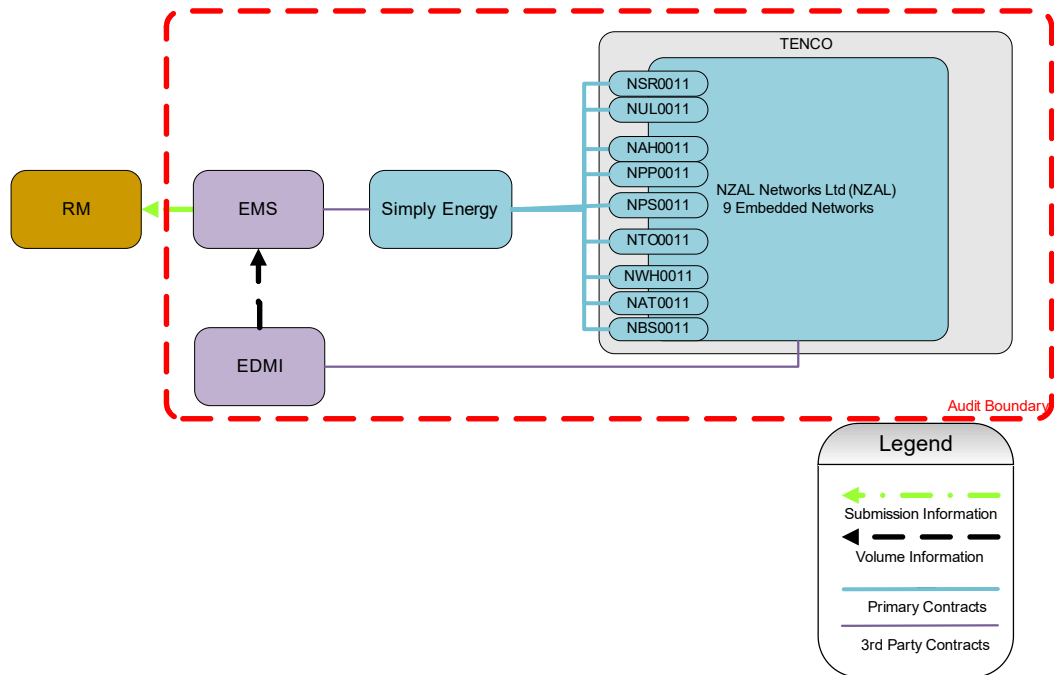 TENCO
NSR0011
NUL0011
NAH0011
NPP0011
NPS0011
NTO0011
NWH0011
NAT0011
NBS0011
NZAL Networks Ltd (NZAL)
9 Embedded Networks
RM
EMS
Simply Energy
EDMI
Audit Boundary
Legend
Submission Information
Volume Information
Primary Contracts
3rd Party Contracts